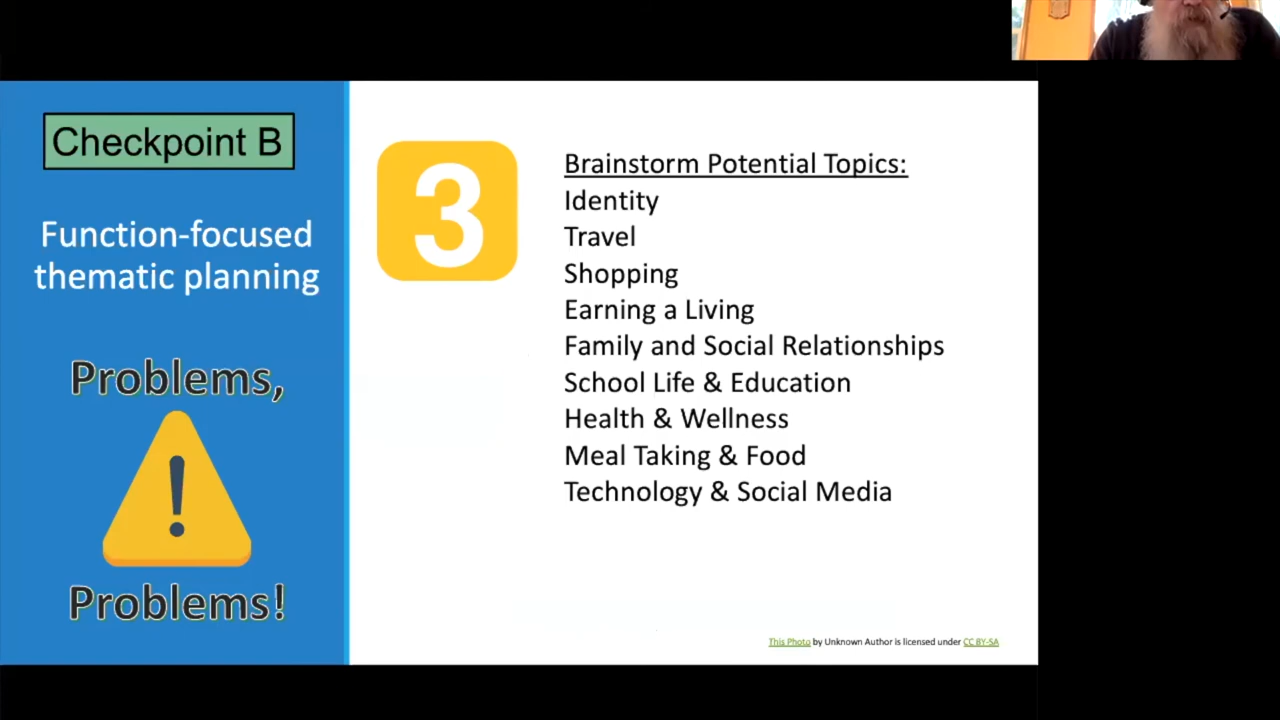 Checkpoint B
Function-focused
thematic planning
Problems,
Problems!
3
Brainstorm Potential Topics:
Identity
Travel
Shopping
Earning a Living
Family and Social Relationships
School Life & Education
Health & Wellness
Meal Taking & Food
Technology & Social Media
This Photo by Unknown Author is licensed under CC BY-SA